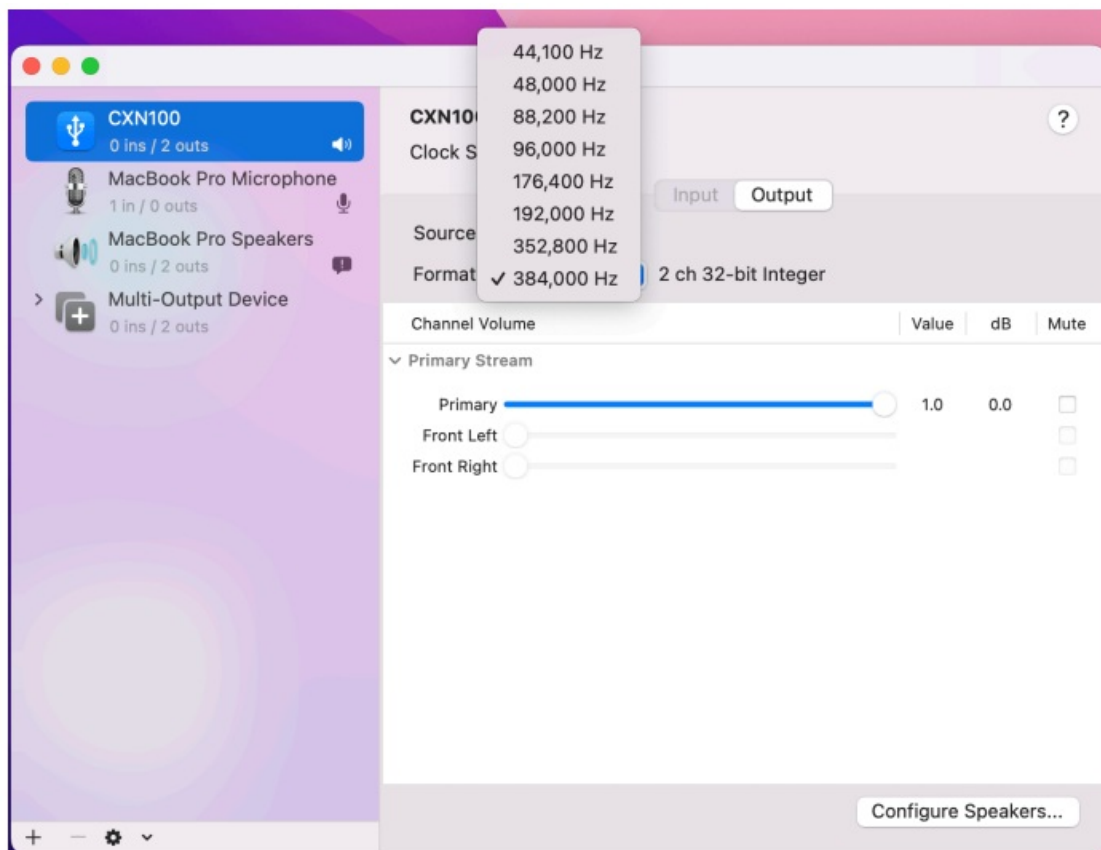 44,100 Hz
48,000 Hz
88,200 Hz
96,000 Hz
176,400 Hz
192,000 Hz
352,800 Hz
384,000 Hz
CXN100
0 ins / 2 outs
MacBook Pro Microphone
1 in / 0 outs
MacBook Pro Speakers
0 ins / 2 outs
Multi-Output Device
0 ins / 2 outs
CXN10
?
Clock S
Input Output
Source
Format 2 ch 32-bit Integer
Channel Volume Value dB Mute
Primary Stream
Primary 1.0 0.0
Front Left
Front Right
Configure Speakers...